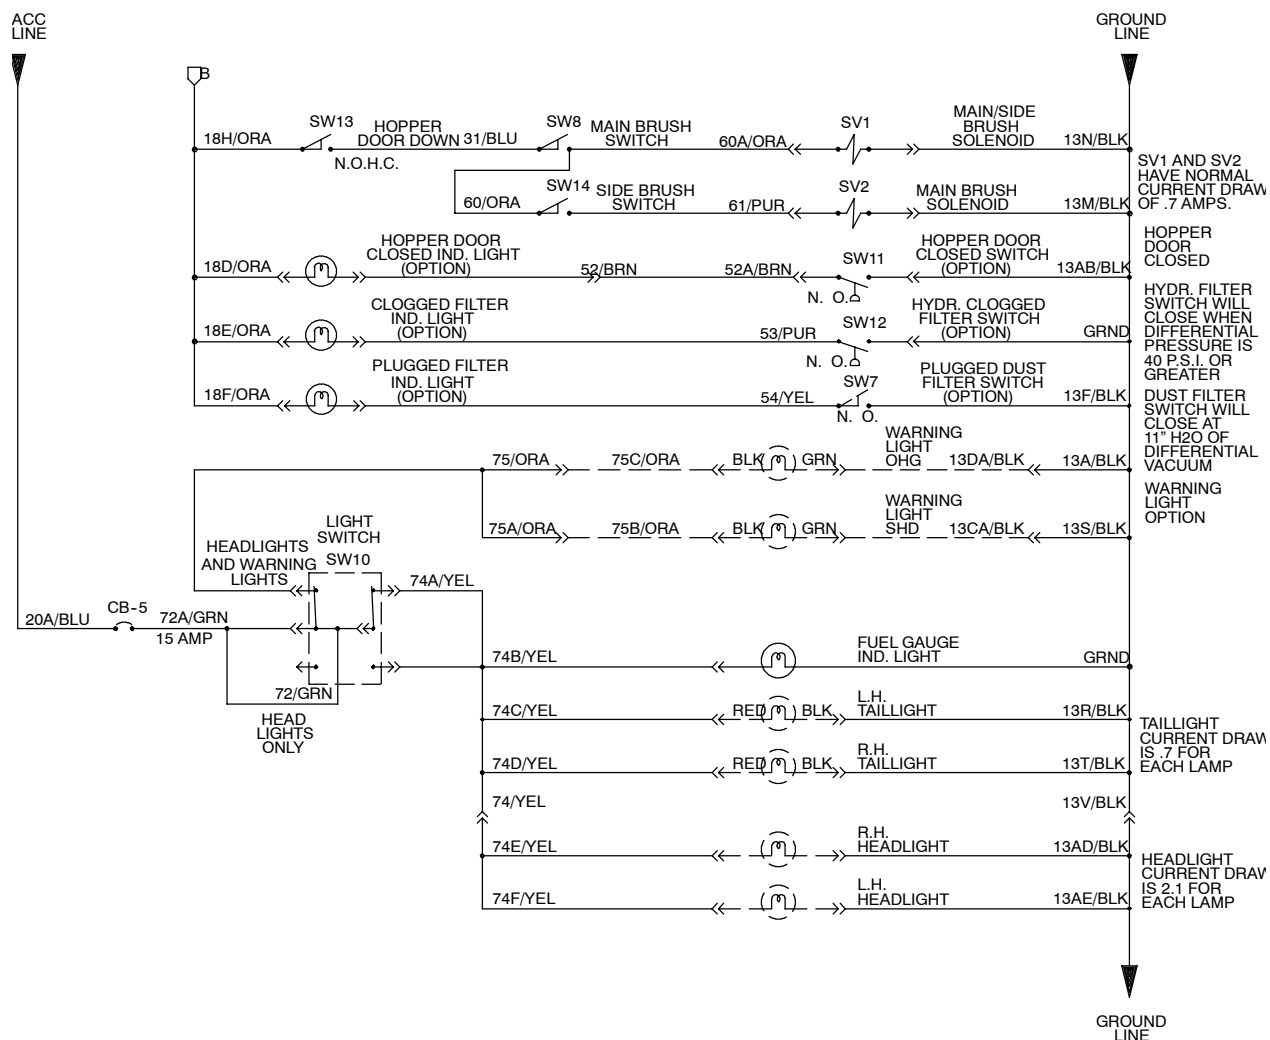 ACC
LINE
GROUND
LINE
B
18H/ORA
SW13
HOPPER
DOOR DOWN
N.O.H.C.
31/BLU
SW8
MAIN BRUSH
SWITCH
60A/ORA
SV1
MAIN/SIDE
BRUSH
SOLENOID
13N/BLK
SV1 AND SV2
HAVE NORMAL
CURRENT DRAW
OF .7 AMPS.
60/ORA
SW14
SIDE BRUSH
SWITCH
61/PUR
SV2
MAIN BRUSH
SOLENOID
13M/BLK
18D/ORA
HOPPER DOOR
CLOSED IND. LIGHT
(OPTION)
52/BRN
52A/BRN
SW11
N. O.
HOPPER DOOR
CLOSED SWITCH
(OPTION)
13AB/BLK
HOPPER
DOOR
CLOSED
18E/ORA
CLOGGED FILTER
IND. LIGHT
(OPTION)
53/PUR
SW12
N. O.
HYDR. CLOGGED
FILTER SWITCH
(OPTION)
GRND
HYDR. FILTER
SWITCH WILL
CLOSE WHEN
DIFFERENTIAL
PRESSURE IS
40 P.S.I. OR
GREATER
18F/ORA
PLUGGED FILTER
IND. LIGHT
(OPTION)
54/YEL
SW7
N. O.
PLUGGED DUST
FILTER SWITCH
(OPTION)
13F/BLK
DUST FILTER
SWITCH WILL
CLOSE AT
11” H2O OF
DIFFERENTIAL
VACUUM
75/ORA
75C/ORA
BLK
GRN
WARNING
LIGHT
OHG
13DA/BLK
13A/BLK
WARNING
LIGHT
OPTION
75A/ORA
75B/ORA
BLK
GRN
WARNING
LIGHT
SHD
13CA/BLK
13S/BLK
LIGHT
SWITCH
SW10
HEADLIGHTS
AND WARNING
LIGHTS
74A/YEL
20A/BLU
CB-5
15 AMP
72A/GRN
72/GRN
HEAD
LIGHTS
ONLY
74B/YEL
FUEL GAUGE
IND. LIGHT
GRND
74C/YEL
RED
BLK
L.H.
TAILLIGHT
13R/BLK
TAILLIGHT
CURRENT DRAW
IS .7 FOR
EACH LAMP
74D/YEL
RED
BLK
R.H.
TAILLIGHT
13T/BLK
74/YEL
13V/BLK
74E/YEL
R.H.
HEADLIGHT
13AD/BLK
HEADLIGHT
CURRENT DRAW
IS 2.1 FOR
EACH LAMP
74F/YEL
L.H.
HEADLIGHT
13AE/BLK
GROUND
LINE